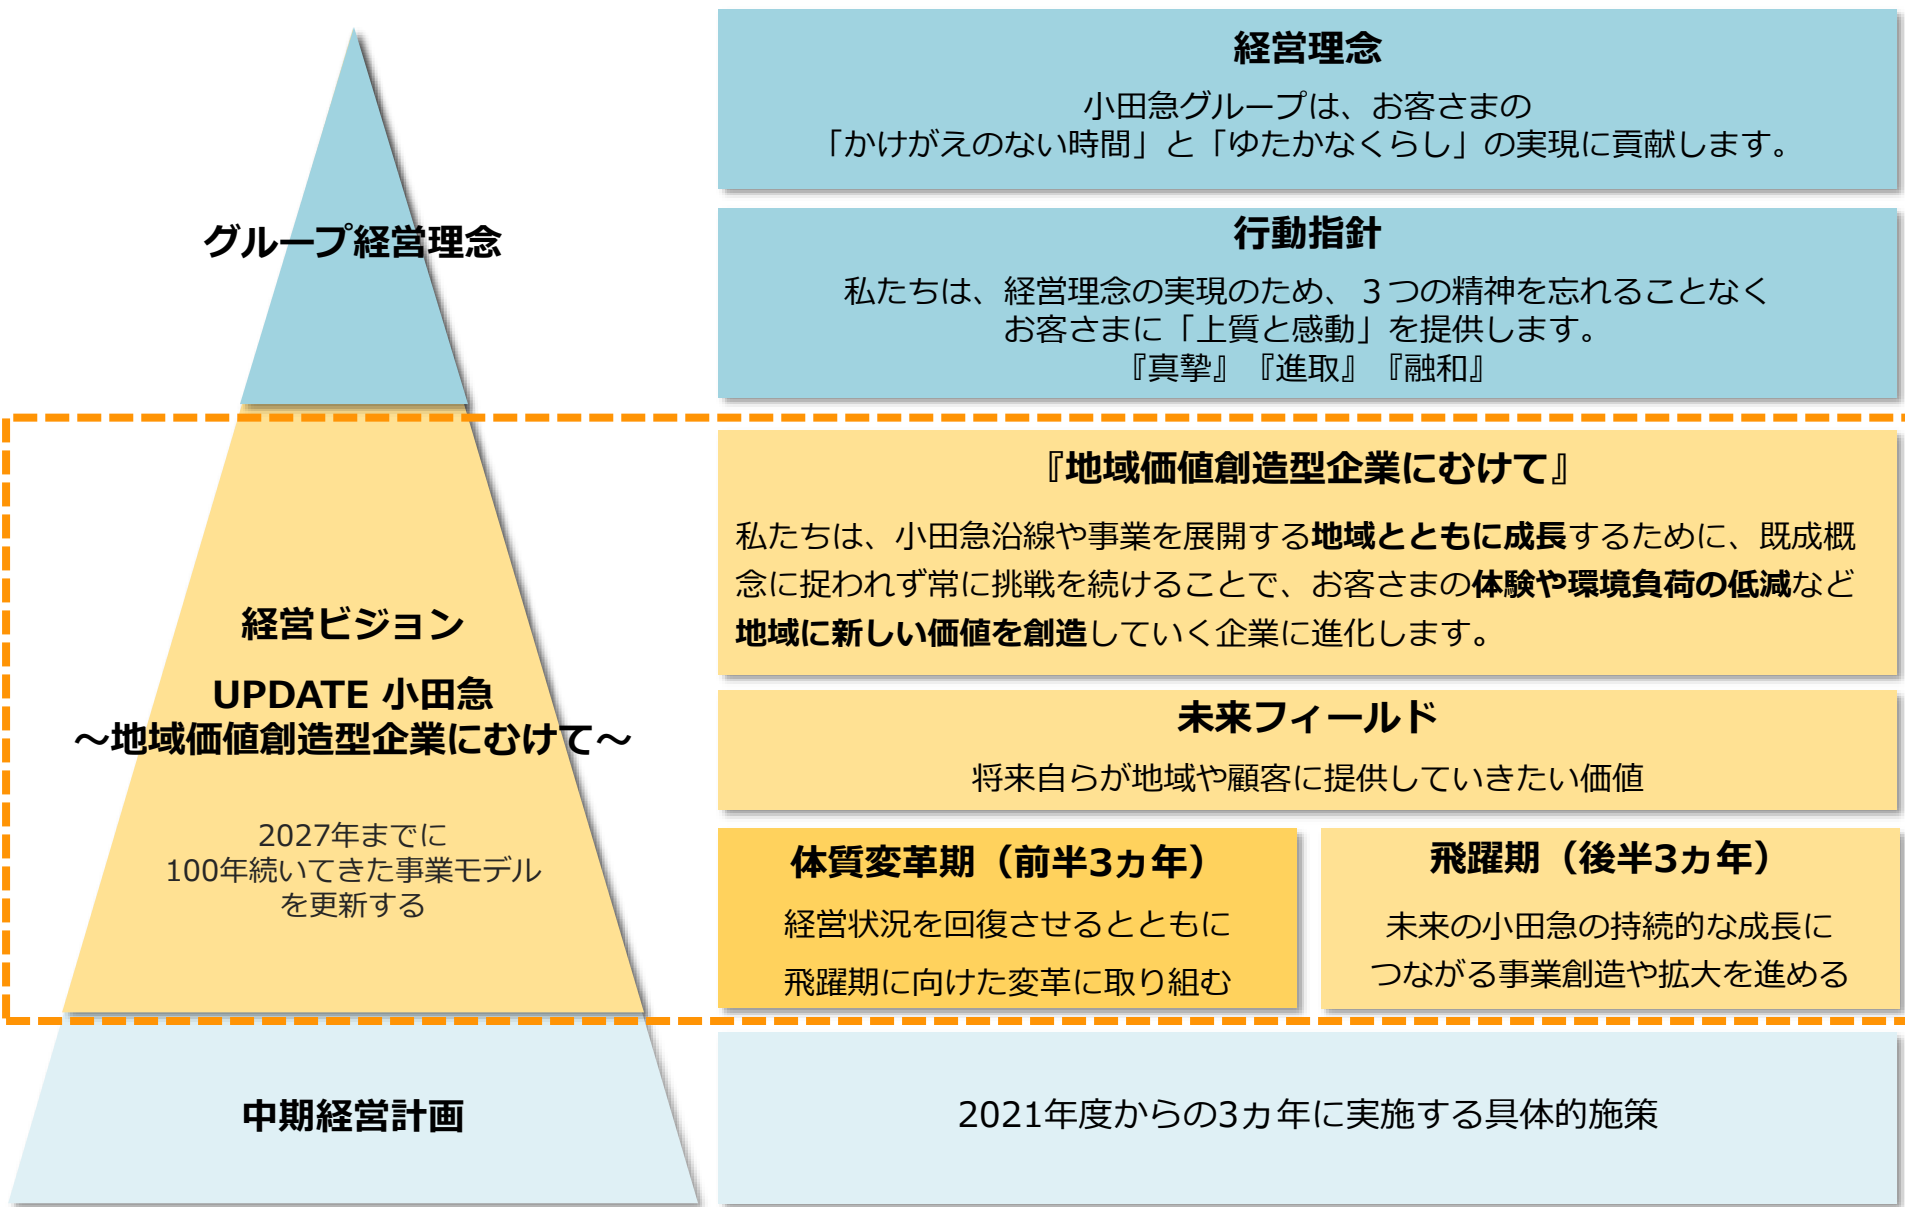 グループ経営理念
経営理念
小田急グループは、お客さまの
「かけがえのない時間」と「ゆたかなくらし」の実現に貢献します。
行動指針
私たちは、経営理念の実現のため、３つの精神を忘れることなく
お客さまに「上質と感動」を提供します。
『真摯』『進取』『融和』
経営ビジョン
UPDATE 小田急
～地域価値創造型企業にむけて～
2027年までに
100年続いてきた事業モデル
を更新する
『地域価値創造型企業にむけて』
私たちは、小田急沿線や事業を展開する地域とともに成長するために、既成概
念に捉われず常に挑戦を続けることで、お客さまの体験や環境負荷の低減など
地域に新しい価値を創造していく企業に進化します。
未来フィールド
将来自らが地域や顧客に提供していきたい価値
体質変革期（前半3ヵ年）
経営状況を回復させるとともに
飛躍期に向けた変革に取り組む
飛躍期（後半3ヵ年）
未来の小田急の持続的な成長に
つながる事業創造や拡大を進める
中期経営計画
2021年度からの3ヵ年に実施する具体的施策